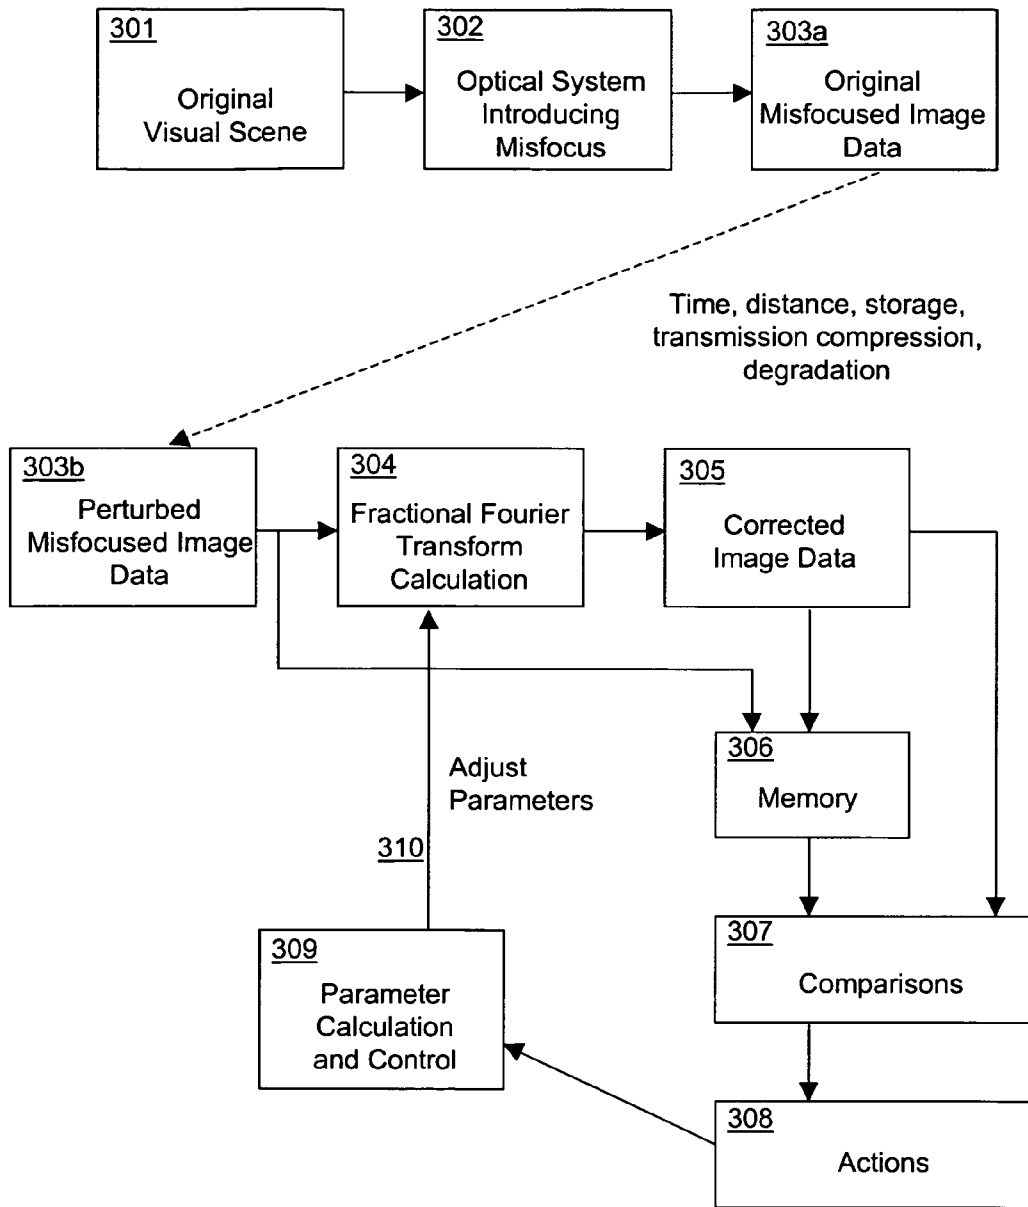 301
Original
Visual Scene
302
Optical System
Introducing
Misfocus
303a
Original
Misfocused Image
Data
Time, distance, storage,
transmission compression,
degradation
303b
Perturbed
Misfocused Image
Data
304
Fractional Fourier
Transform
Calculation
305
Corrected
Image Data
306
Memory
Adjust
Parameters
310
307
Comparisons
309
Parameter
Calculation
and Control
308
Actions